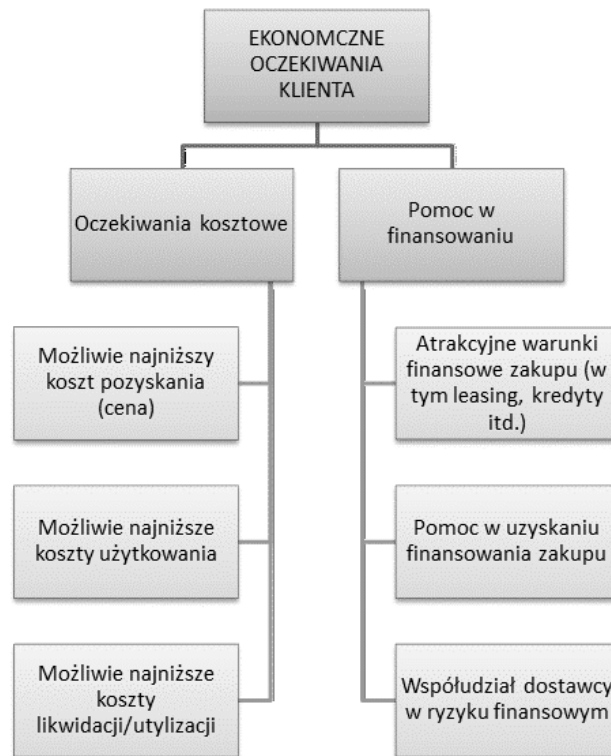 EKONOMCZNE
OCZEKIWANIA
KLIENTA
Oczekiwania kosztowe
Pomoc w
finansowaniu
Możliwie najniższy
koszt pozyskania
(cena)
Atrakcyjne warunki
finansowe zakupu (w
tym leasing, kredyty
itd.)
Możliwie najniższe
koszty użytkowania
Pomoc w uzyskaniu
finansowania zakupu
Możliwie najniższe
koszty
likwidacji/utylizacji
Współudział dostawcy
w ryzyku finansowym